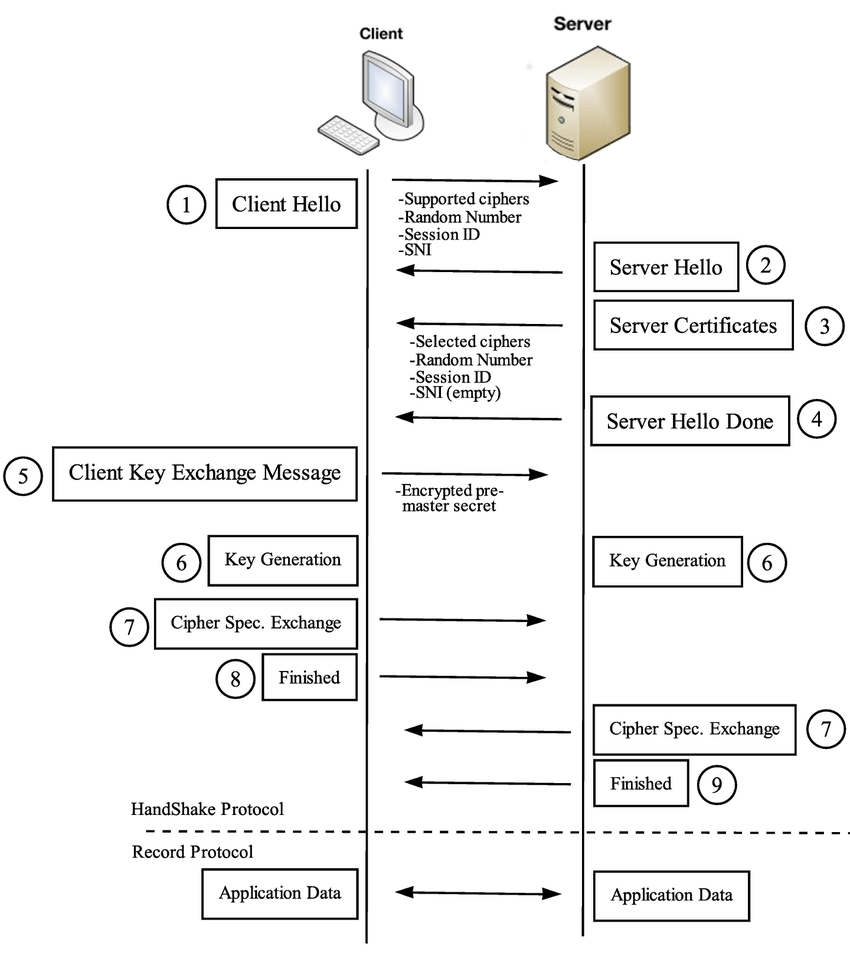 Client
Server
1
Client Hello
-Supported ciphers
-Random Number
-Session ID
-SNI
Server Hello
2
Server Certificates
3
-Selected ciphers
-Random Number
-Session ID
-SNI (empty)
Server Hello Done
4
5
Client Key Exchange Message
-Encrypted pre-
master secret
6
Key Generation
Key Generation
6
7
Cipher Spec. Exchange
8
Finished
Cipher Spec. Exchange
7
Finished
9
HandShake Protocol
Record Protocol
Application Data
Application Data